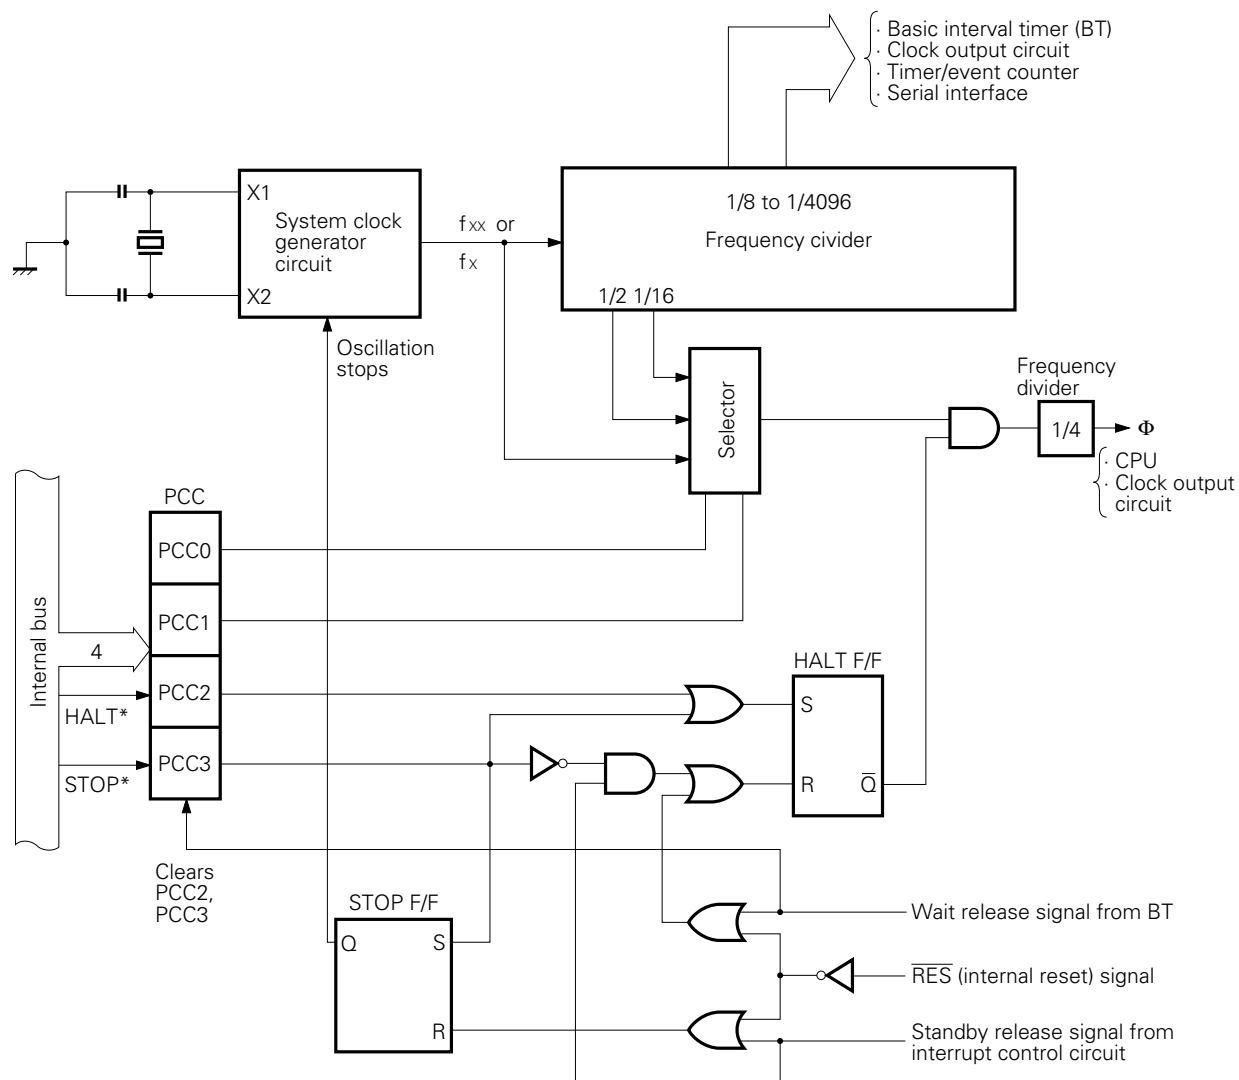 · Basic interval timer (BT)
· Clock output circuit
· Timer/event counter
· Serial interface
X1
System clock
generator
circuit
X2
fxx or
fx
1/8 to 1/4096
Frequency civider
1/2 1/16
Oscillation
stops
Selector
Frequency
divider
1/4
Φ
· CPU
· Clock output
circuit
PCC
PCC0
PCC1
PCC2
PCC3
Internal bus
4
HALT*
STOP*
HALT F/F
S
R
Q̅
Clears
PCC2,
PCC3
STOP F/F
Q
S
R
Wait release signal from BT
R̅E̅S̅ (internal reset) signal
Standby release signal from
interrupt control circuit